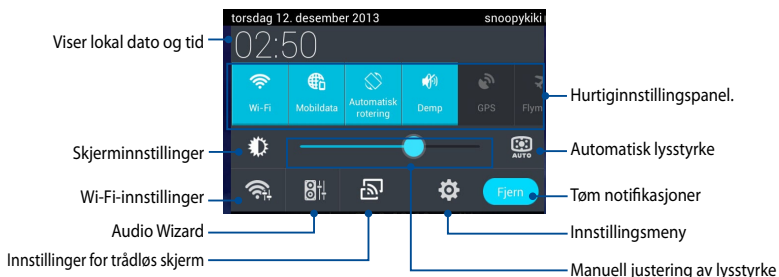 torsdag 12. desember 2013 snoopykiki
Viser lokal dato og tid
02:50
Wi-Fi
Mobildata
Automatisk
rotering
Demp
GPS
Flym
Hurtiginnstillingspanel.
Skjerminnstillinger
AUTO
Automatisk lysstyrke
Wi-Fi-innstillinger
Fjern
Tøm notifikasjoner
Audio Wizard
Innstillingsmeny
Innstillinger for trådløs skjerm
Manuell justering av lysstyrke